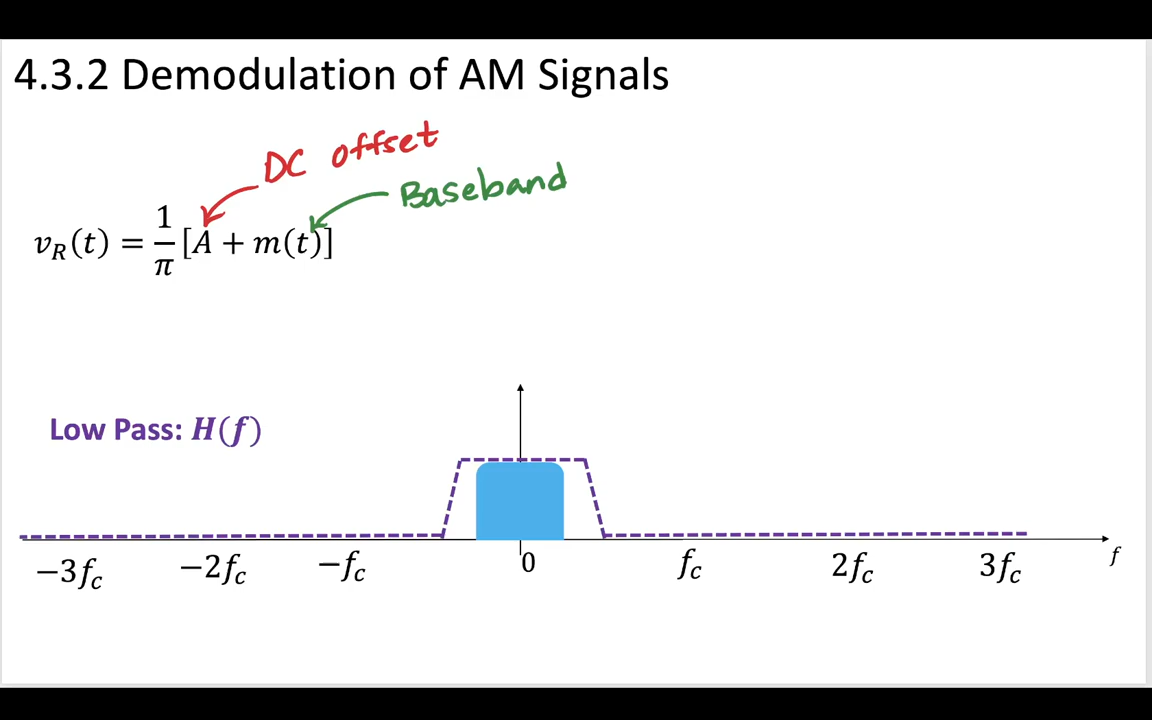 4.3.2 Demodulation of AM Signals
DC offset
Baseband
v_R(t) = \frac{1}{π}[A + m(t)]
Low Pass: H(f)
−3f_c −2f_c −f_c 0 f_c 2f_c 3f_c f